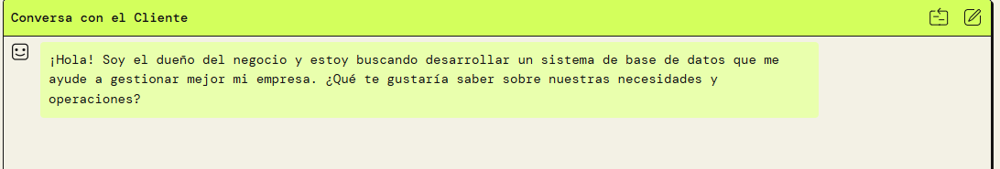 Conversa con el Cliente
¡Hola! Soy el dueño del negocio y estoy buscando desarrollar un sistema de base de datos que me
ayude a gestionar mejor mi empresa. ¿Qué te gustaría saber sobre nuestras necesidades y
operaciones?